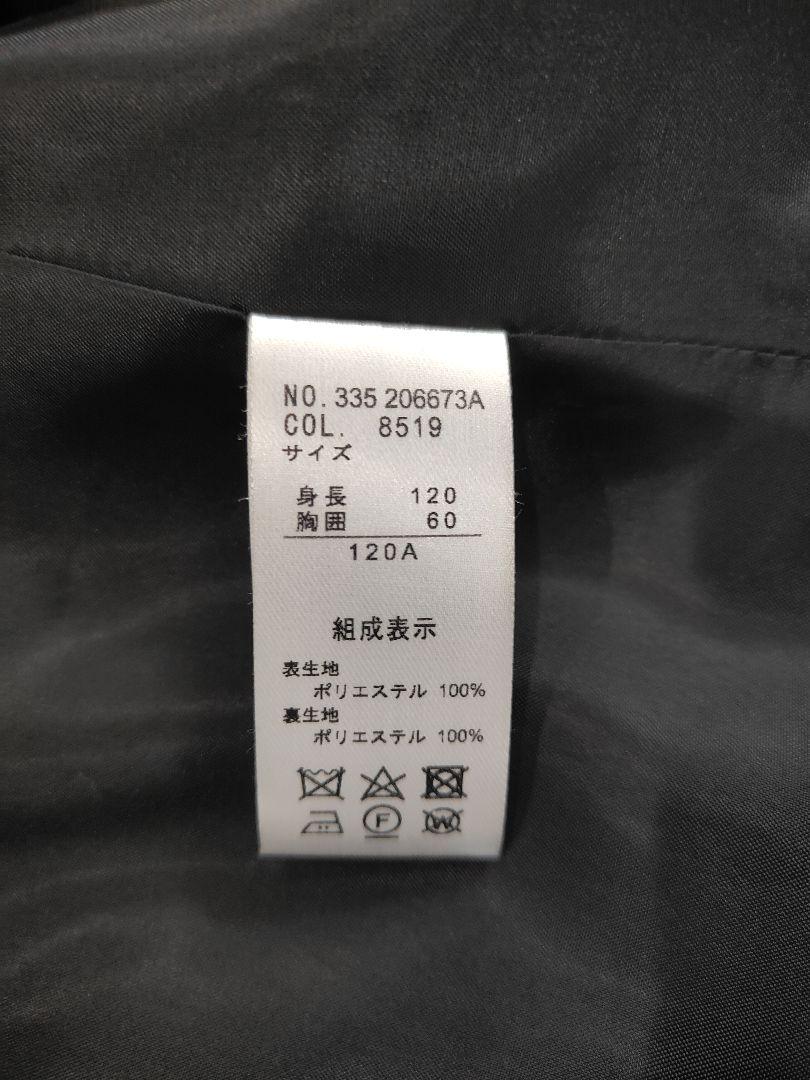 NO. 335 206673A
COL. 8519
サイズ
身長 120
胸囲 60
120A
組成表示
表生地
ポリエステル 100%
裏生地
ポリエステル 100%
F W